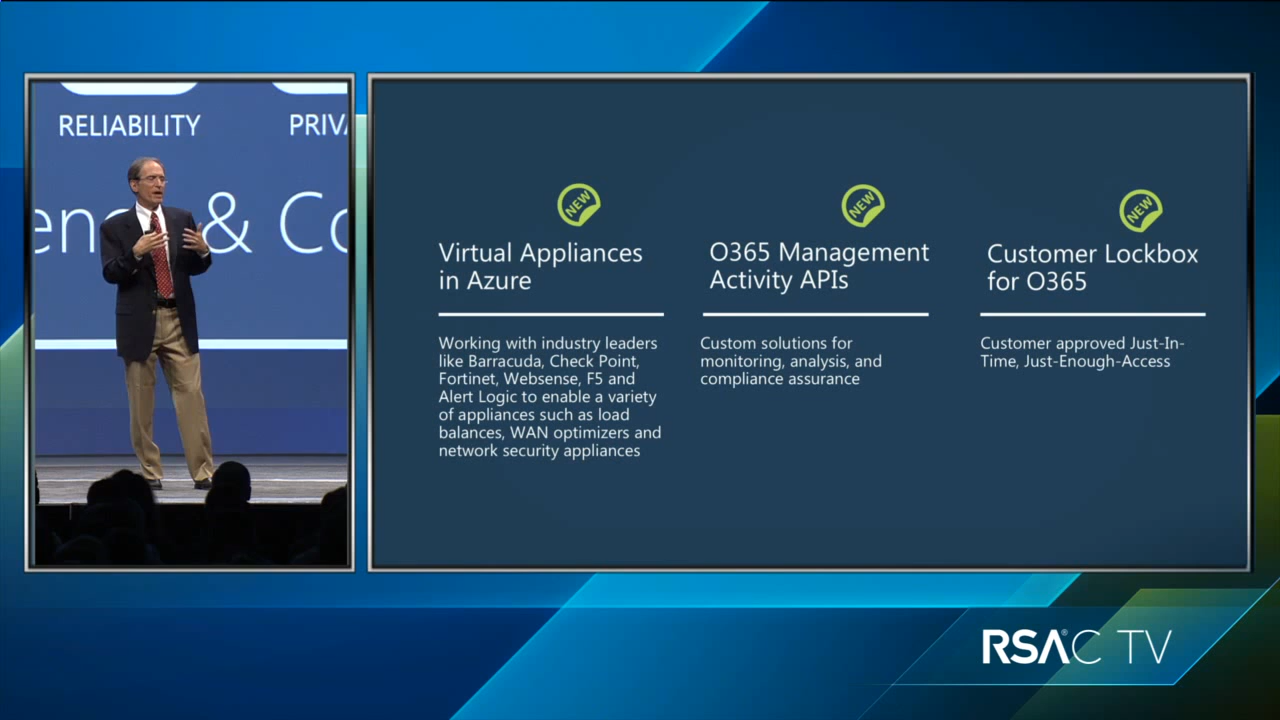 RELIABILITY
PRIVA
enc & Co
NEW
Virtual Appliances
in Azure
Working with industry leaders
like Barracuda, Check Point,
Fortinet, Websense, F5 and
Alert Logic to enable a variety
of appliances such as load
balances, WAN optimizers and
network security appliances
NEW
O365 Management
Activity APIs
Custom solutions for
monitoring, analysis, and
compliance assurance
NEW
Customer Lockbox
for O365
Customer approved Just-In-
Time, Just-Enough-Access
RSA®C TV